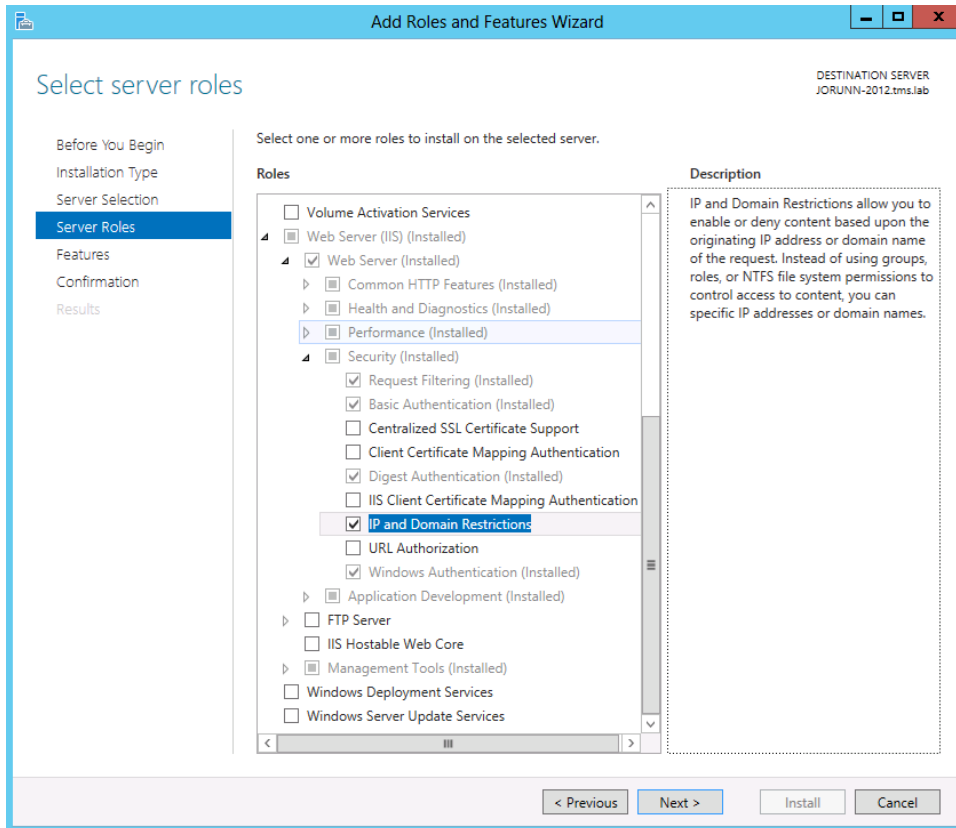 Add Roles and Features Wizard
Select server roles
DESTINATION SERVER
JORUNN-2012.tms.lab
Before You Begin
Installation Type
Server Selection
Server Roles
Features
Confirmation
Results
Select one or more roles to install on the selected server.
Roles
Volume Activation Services
Web Server (IIS) (Installed)
Web Server (Installed)
Common HTTP Features (Installed)
Health and Diagnostics (Installed)
Performance (Installed)
Security (Installed)
Request Filtering (Installed)
Basic Authentication (Installed)
Centralized SSL Certificate Support
Client Certificate Mapping Authentication
Digest Authentication (Installed)
IIS Client Certificate Mapping Authentication
IP and Domain Restrictions
URL Authorization
Windows Authentication (Installed)
Application Development (Installed)
FTP Server
IIS Hostable Web Core
Management Tools (Installed)
Windows Deployment Services
Windows Server Update Services
Description
IP and Domain Restrictions allow you to
enable or deny content based upon the
originating IP address or domain name
of the request. Instead of using groups,
roles, or NTFS file system permissions to
control access to content, you can
specific IP addresses or domain names.
< Previous
Next >
Install
Cancel